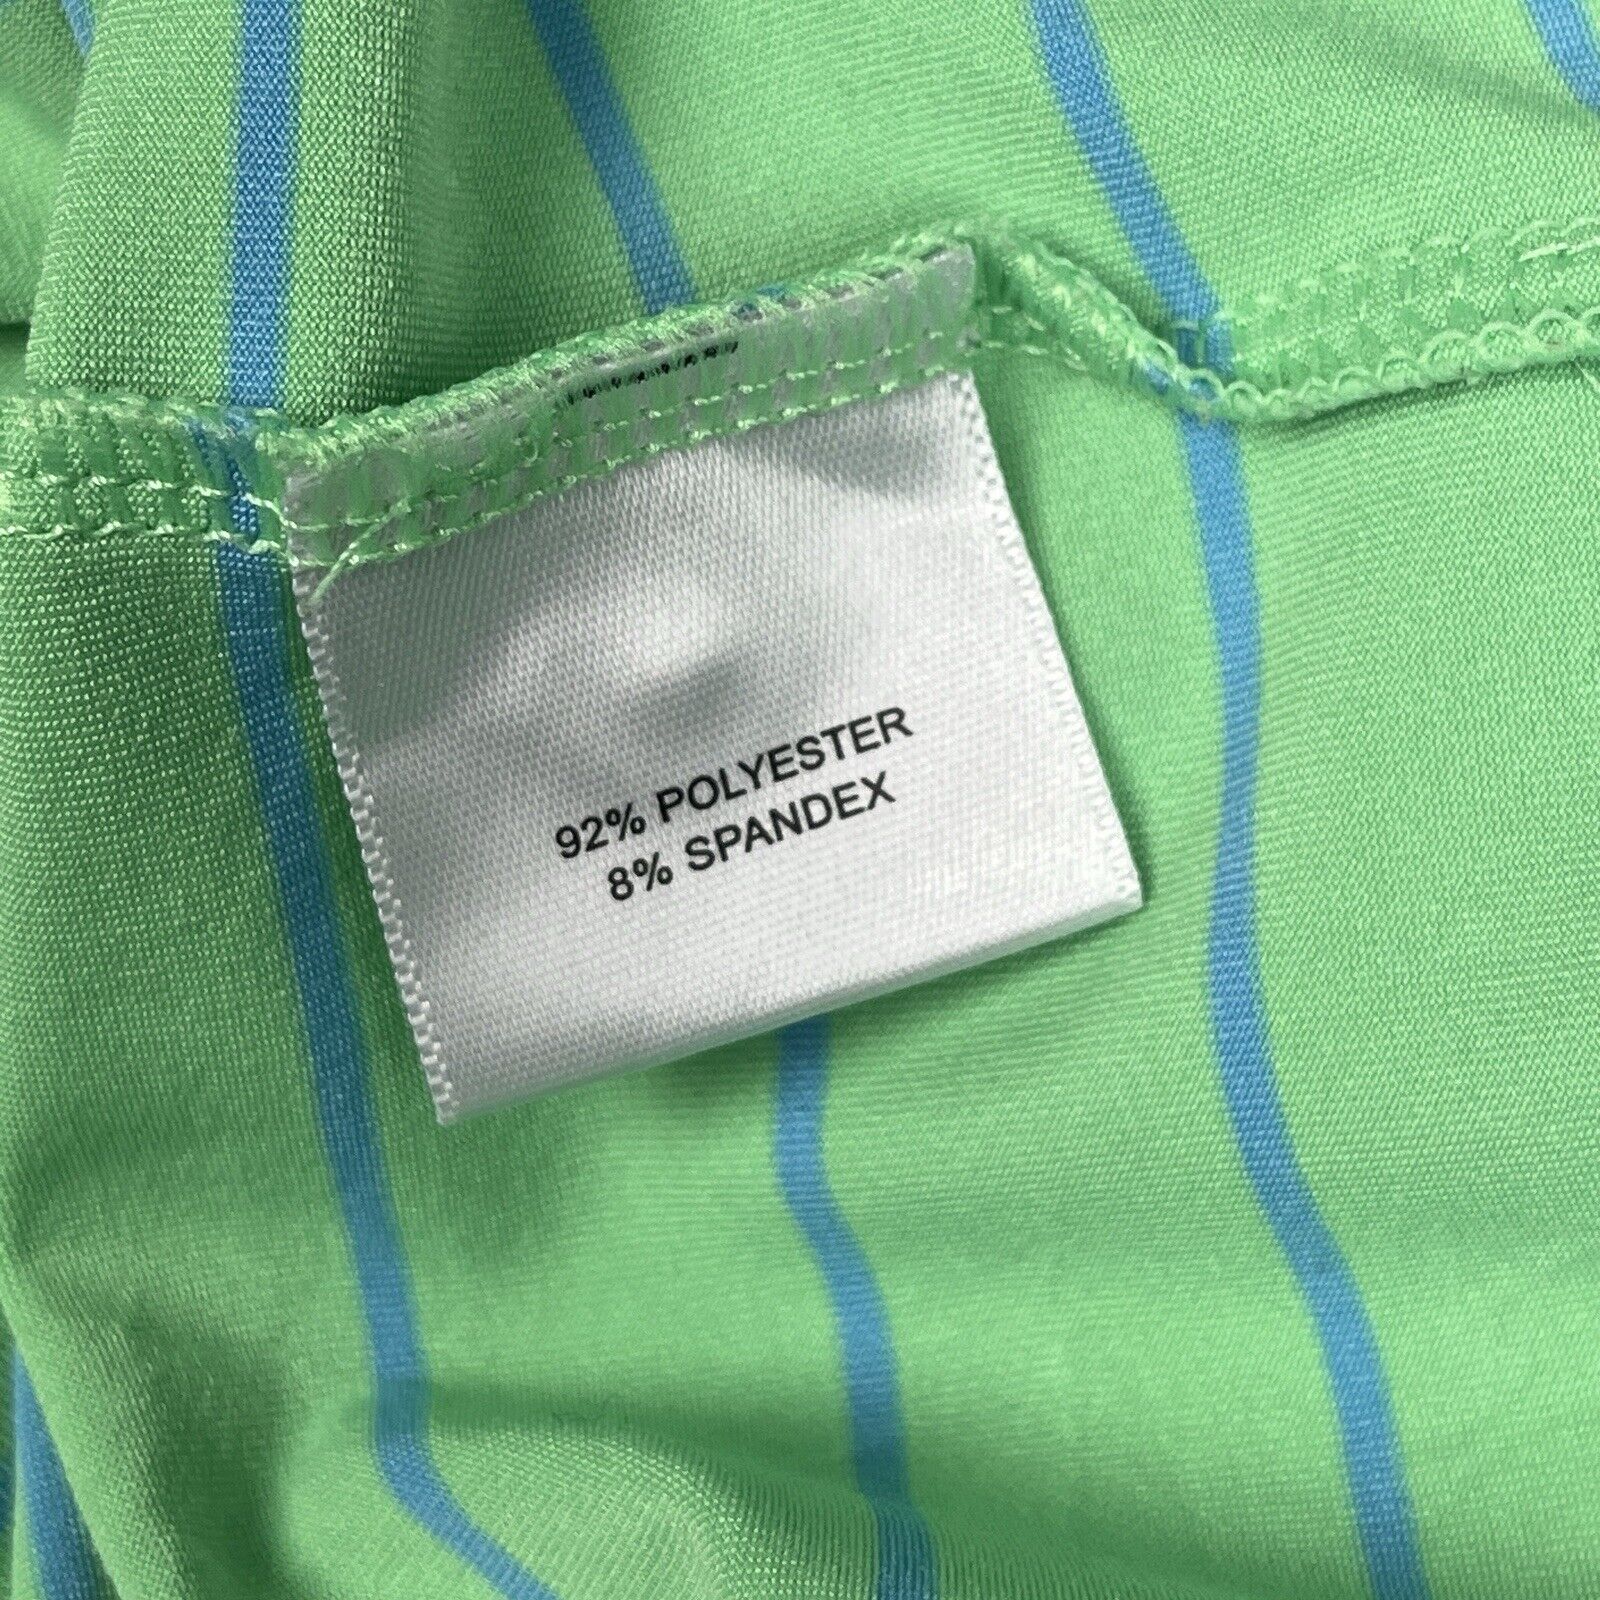 92% POLYESTER
8% SPANDEX